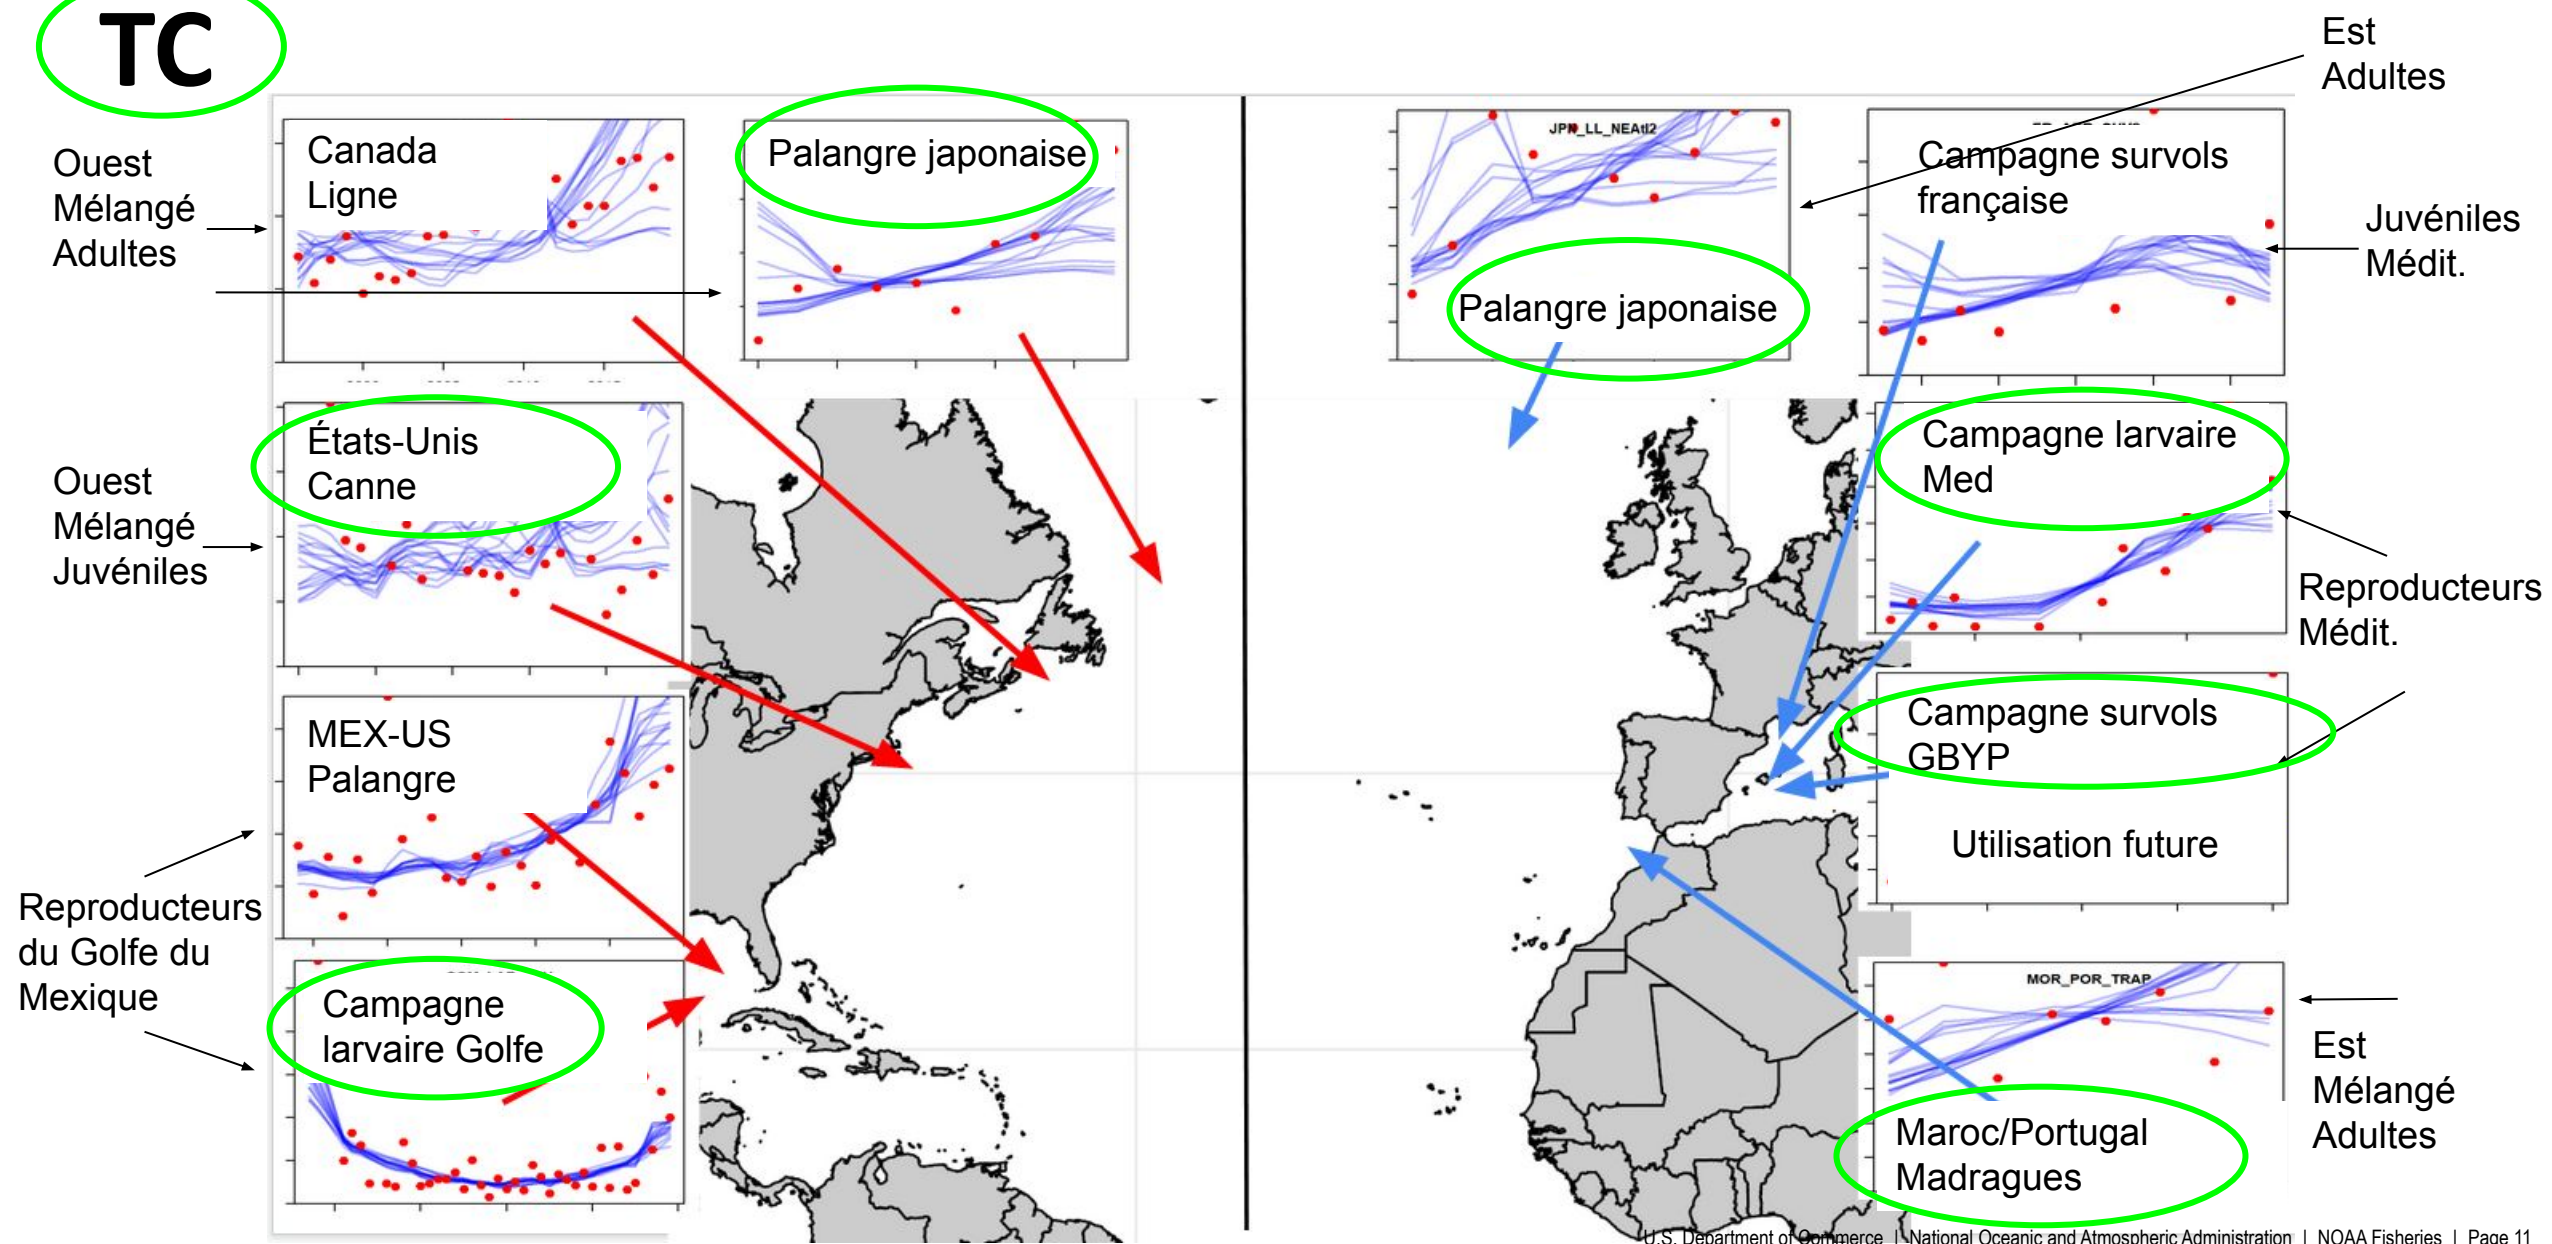 TC
Est
Adultes
Canada
Ligne
Palangre japonaise
JPN_LL_NEAtl2
Campagne survols
française
Ouest
Mélangé
Adultes
Juvéniles
Médit.
Palangre japonaise
États-Unis
Canne
Campagne larvaire
Med
Ouest
Mélangé
Juvéniles
Reproducteurs
Médit.
MEX-US
Palangre
Campagne survols
GBYP
Utilisation future
Reproducteurs
du Golfe du
Mexique
Campagne
larvaire Golfe
MOR_POR_TRAP
Est
Mélangé
Adultes
Maroc/Portugal
Madragues
U.S. Department of Commerce | National Oceanic and Atmospheric Administration | NOAA Fisheries | Page 11